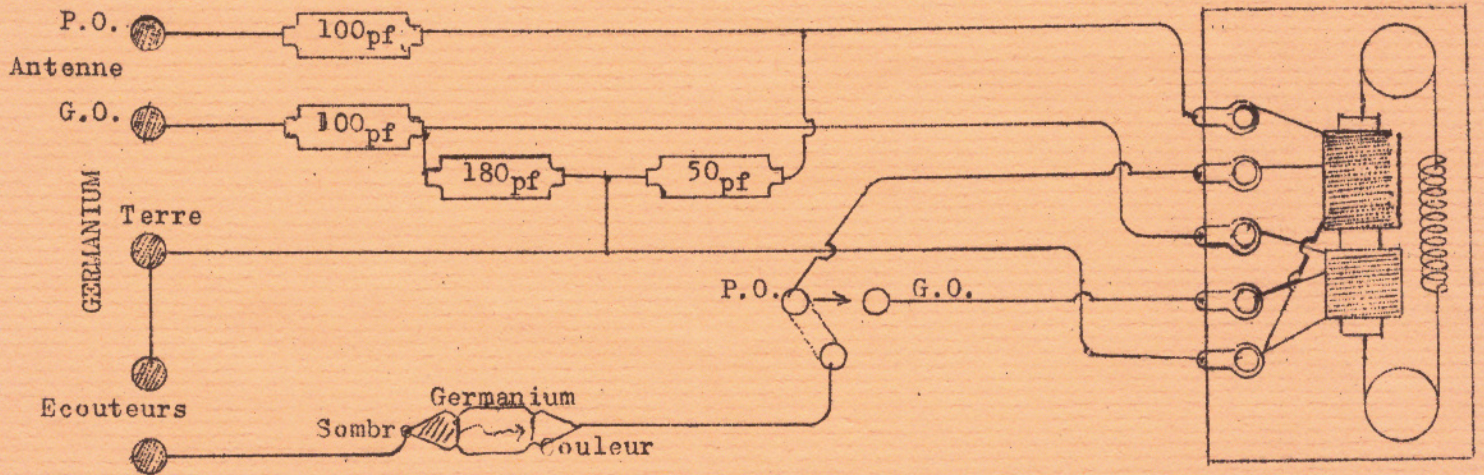 P.O.
100pf
Antenne
G.O.
100pf
180pf
50pf
GERMANIUM
Terre
P.O.
G.O.
Ecouteurs
Germanium
Sombre
Couleur